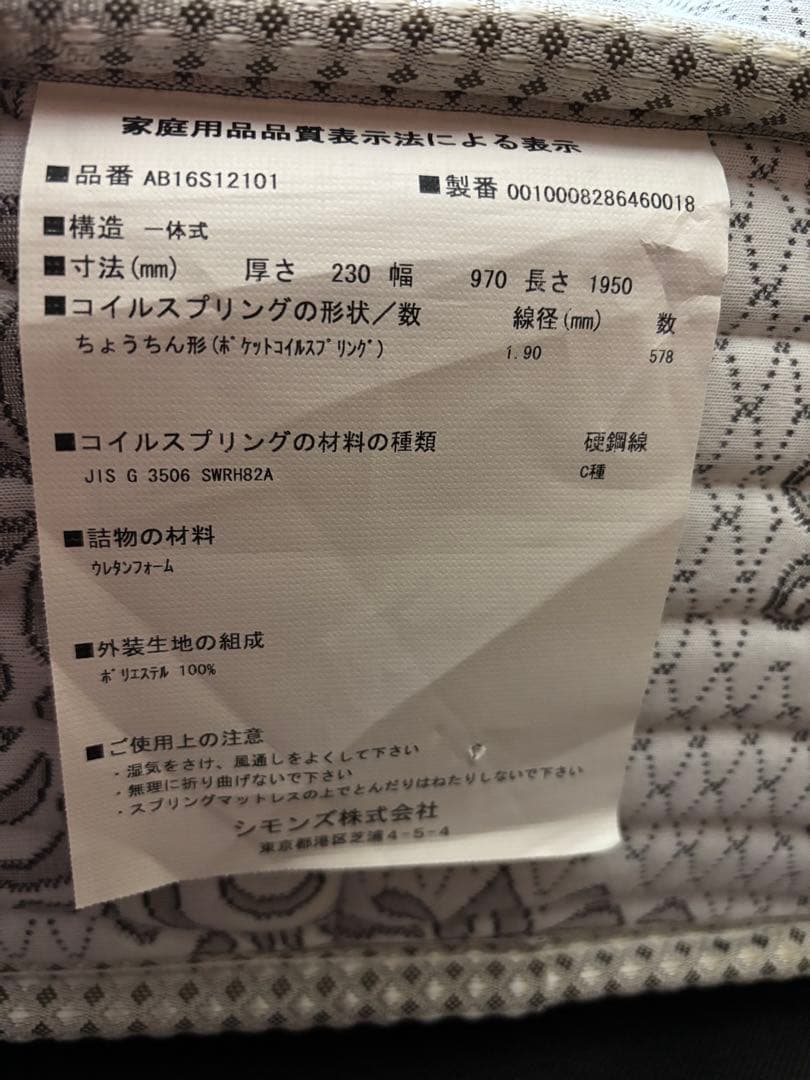 家庭用品品質表示法による表示
■品番 AB16S12101 ■製番 0010008286460018
■構造 一体式
■寸法(mm) 厚さ 230 幅 970 長さ 1950
■コイルスプリングの形状/数 線径(mm) 数
ちょうちん形(ﾎﾟｹｯﾄｺｲﾙｽﾌﾟﾘﾝｸﾞ) 1.90 578
■コイルスプリングの材料の種類 硬鋼線
JIS G 3506 SWRH82A C種
■詰物の材料
ｳﾚﾀﾝﾌｫｰﾑ
■外装生地の組成
ﾎﾟﾘｴｽﾃﾙ 100%
■ご使用上の注意
・湿気をさけ、風通しをよくして下さい
・無理に折り曲げないで下さい
・スプリングマットレスの上でとんだりはねたりしないで下さい
シモンズ株式会社
東京都港区芝浦4-5-4